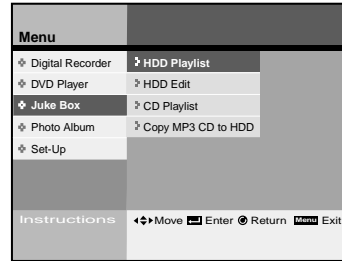 Menu
Digital Recorder
DVD Player
Juke Box
Photo Album
Set-Up
HDD Playlist
HDD Edit
CD Playlist
Copy MP3 CD to HDD
Instructions
Move Enter Return Menu Exit